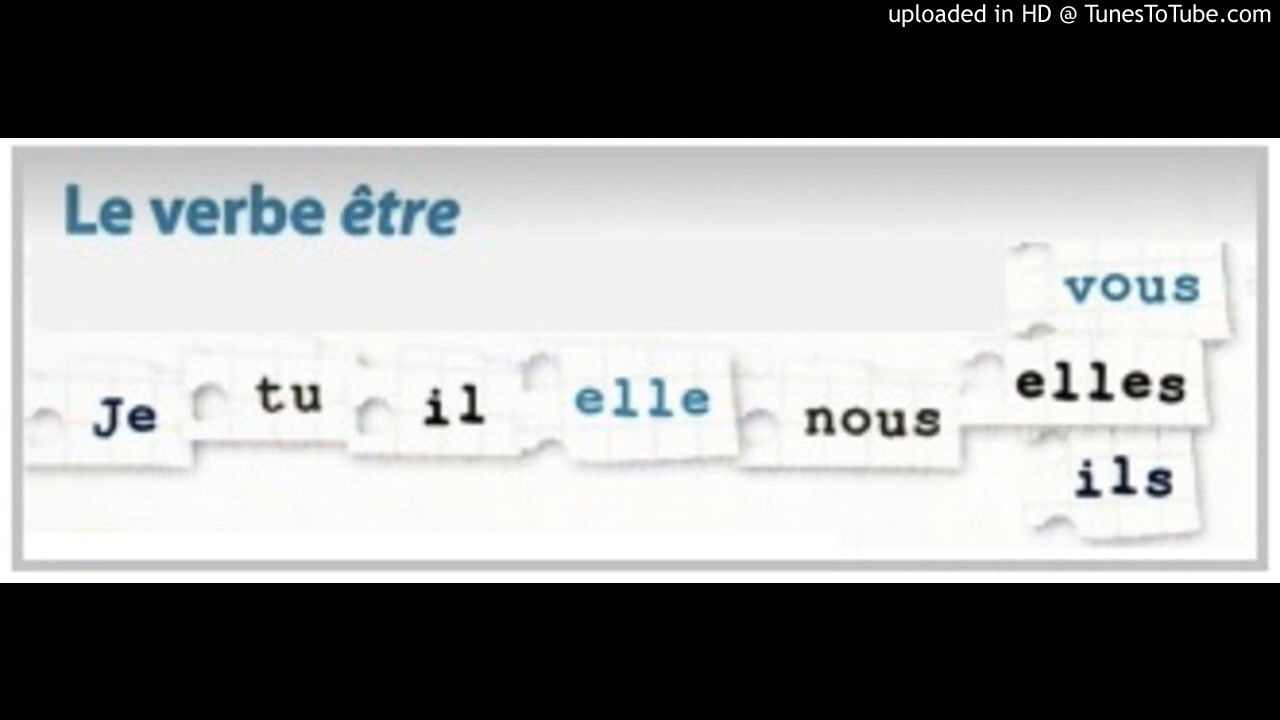 uploaded in HD @ TunesToTube.com
Le verbe être
vous
Je tu il elle nous elles
ils